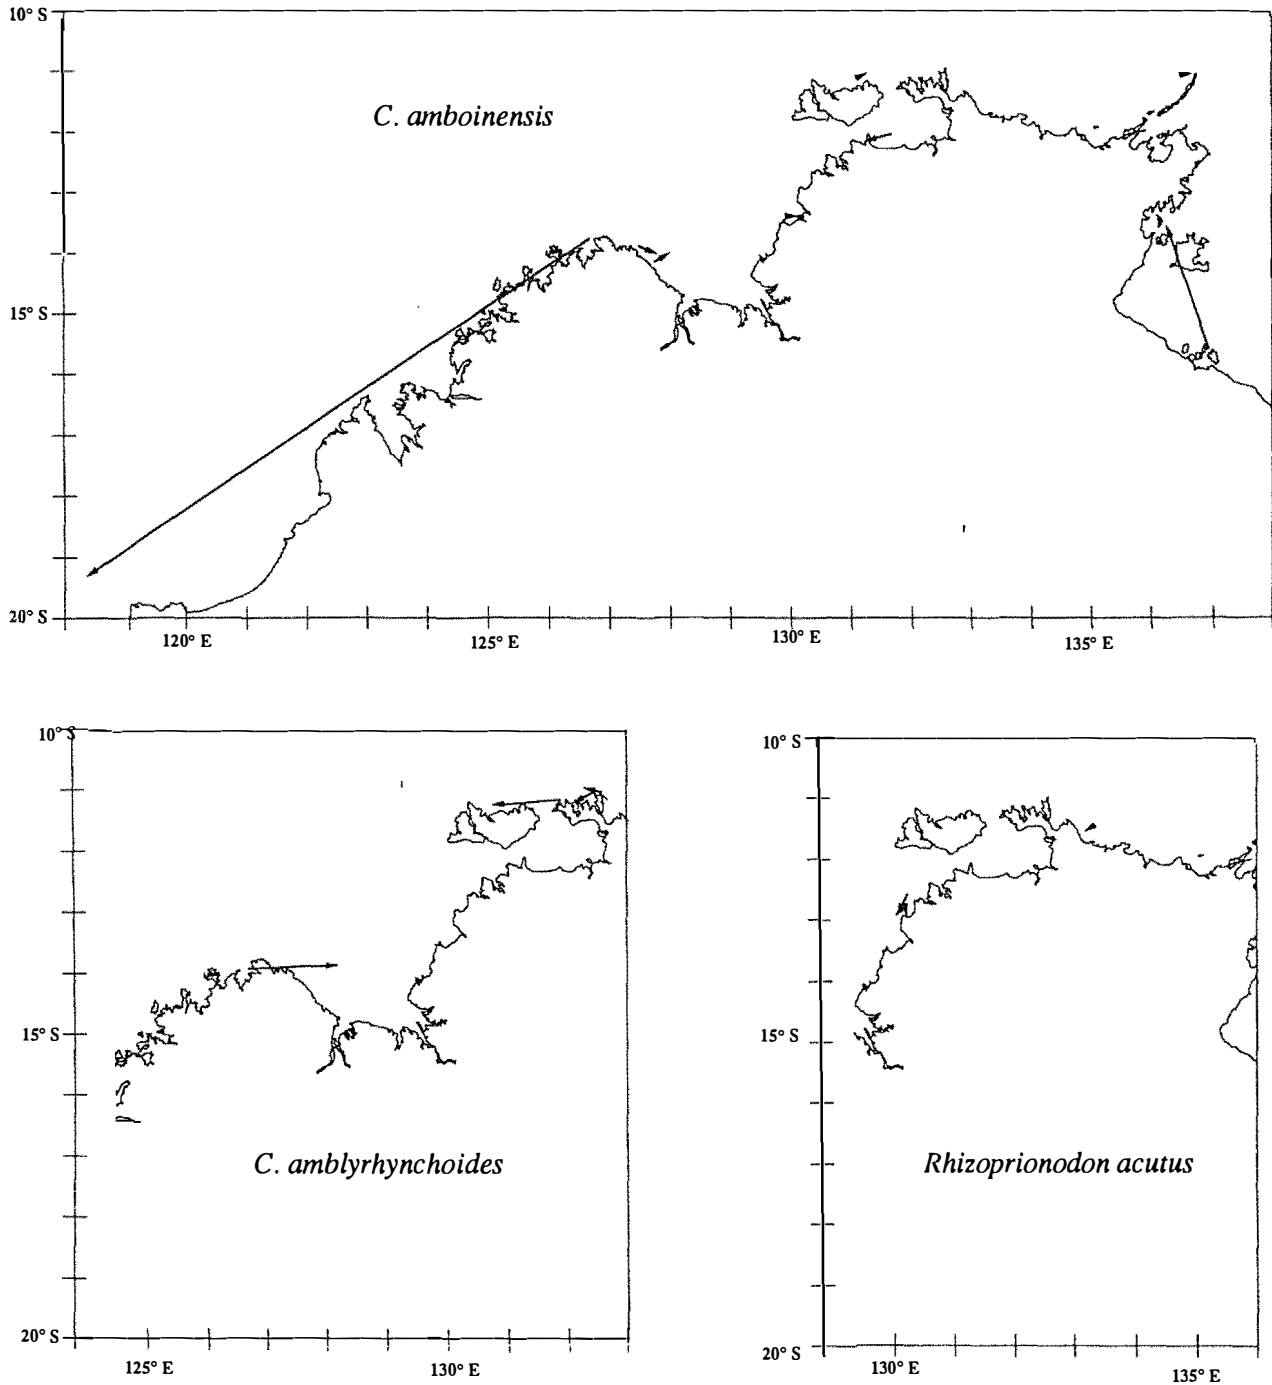 10° S
C. amboinensis
15° S
20° S
120° E
125° E
130° E
135° E
10° S
15° S
C. amblyrhynchoides
20° S
125° E
130° E
10° S
15° S
Rhizoprionodon acutus
20° S
130° E
135° E